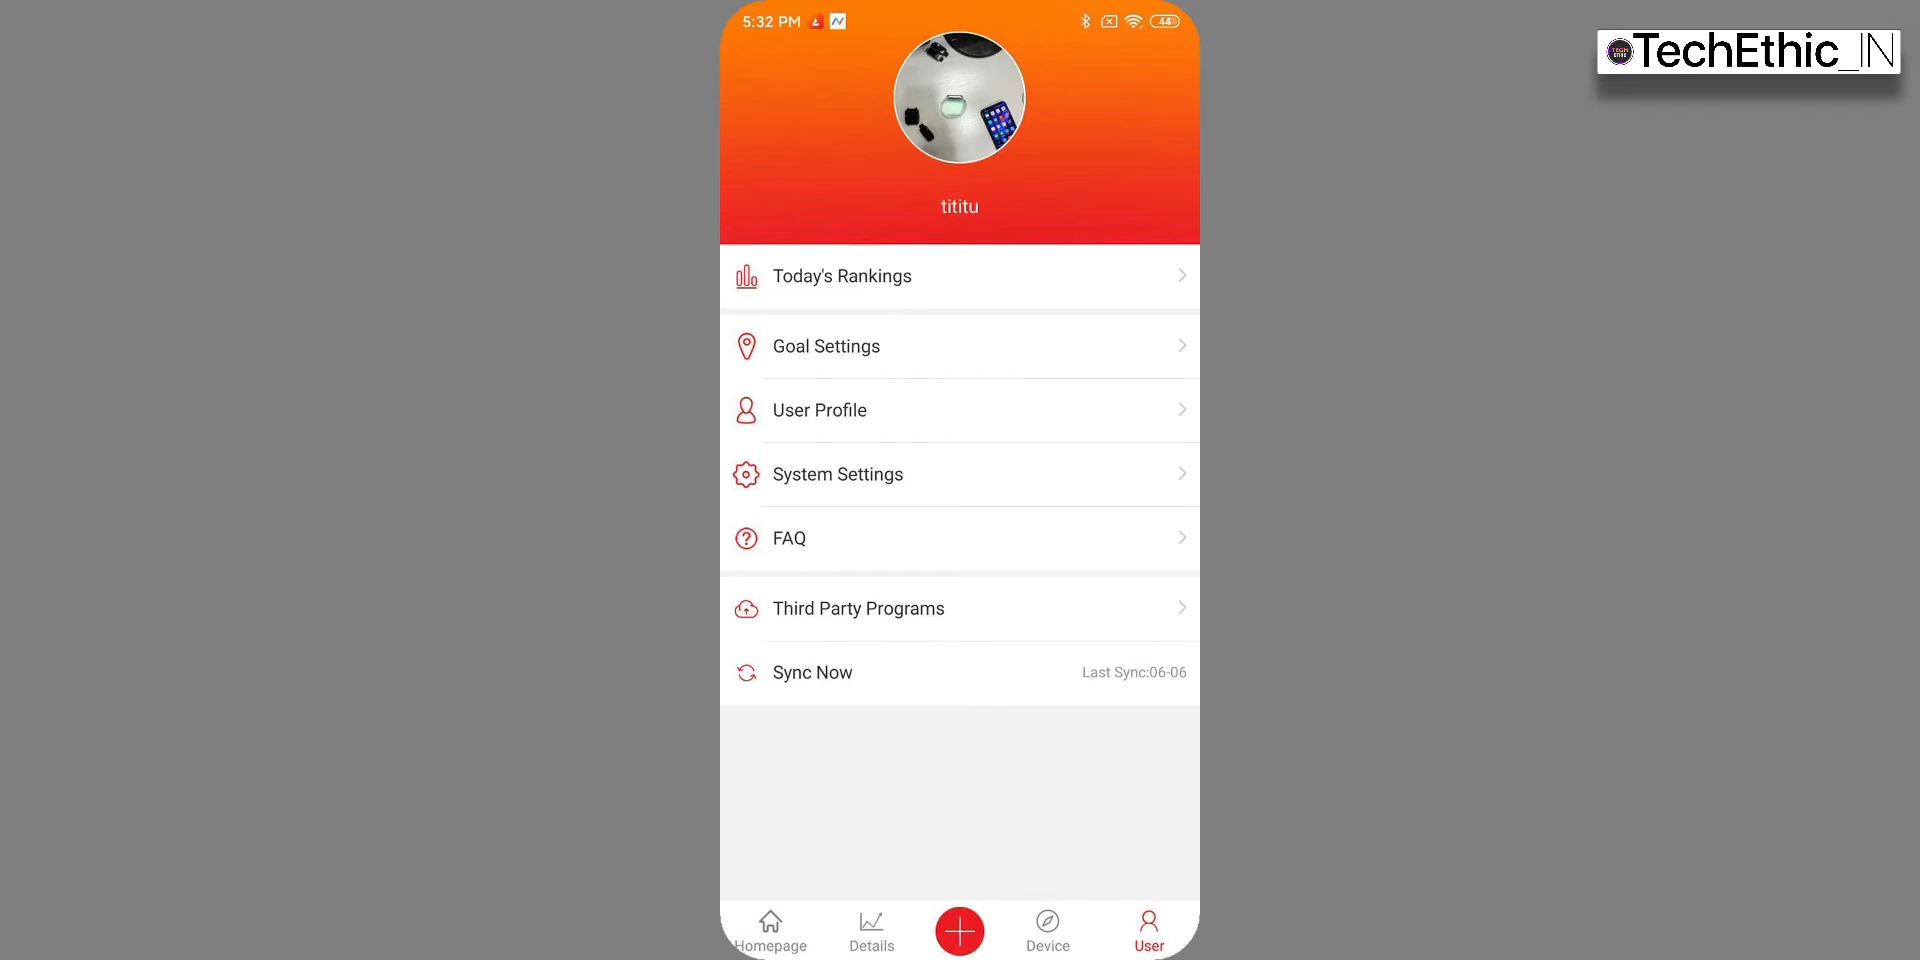 5:32 PM
44
TechEthic_IN
tititu
Today's Rankings
Goal Settings
User Profile
System Settings
FAQ
Third Party Programs
Sync Now
Last Sync:06-06
Homepage
Details
Device
User